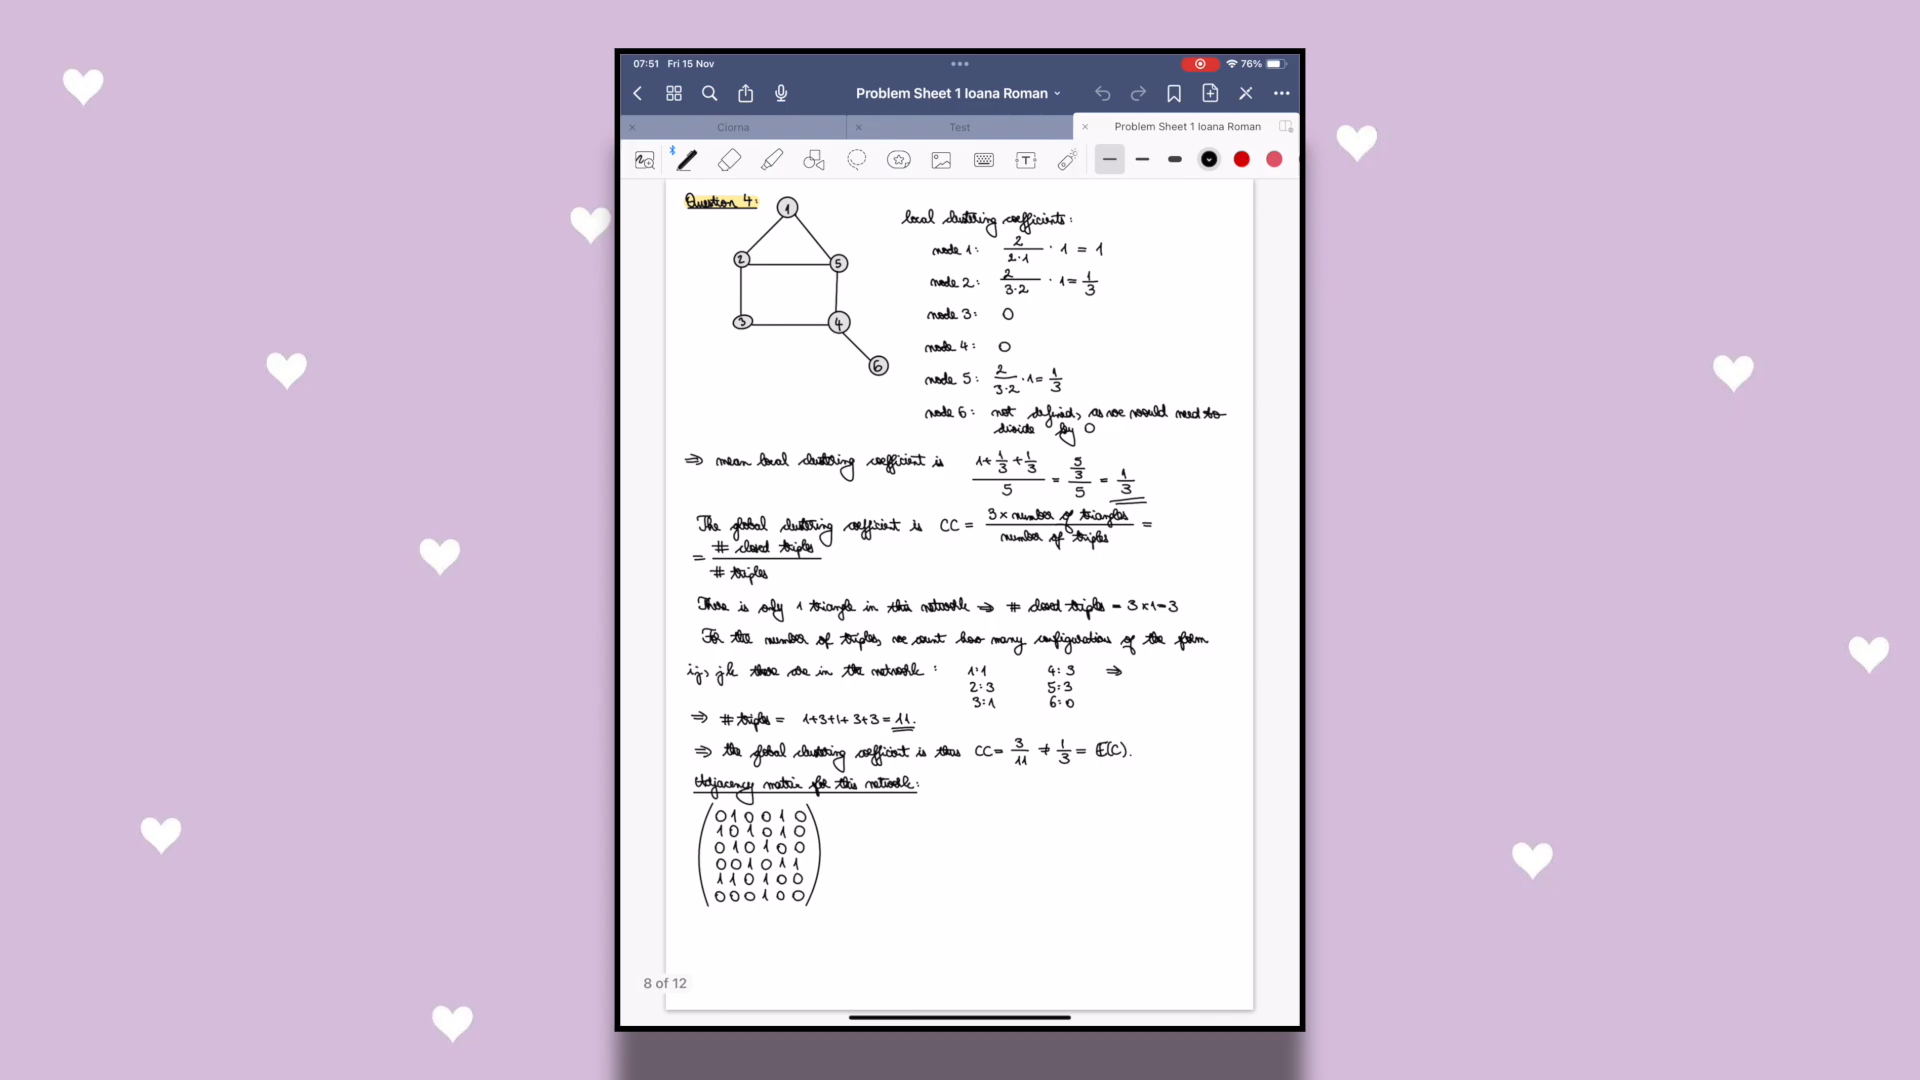 07:51 Fri 15 Nov
76%
Problem Sheet 1 Ioana Roman
Ciorna
Test
Problem Sheet 1 Ioana Roman
Question 4:
1
2
5
3
4
6
local clustering coefficients:
node 1: 2/(2·1) · 1 = 1
node 2: 2/(3·2) · 1 = 1/3
node 3: 0
node 4: 0
node 5: 2/(3·2) · 1 = 1/3
node 6: not defined, as we would need to
divide by 0
⇒ mean local clustering coefficient is (1 + 1/3 + 1/3)/5 = (5/3)/5 = 1/3
The global clustering coefficient is CC = (3 × number of triangles)/(number of triples) =
= (# closed triples)/(# triples)
There is only 1 triangle in this network ⇒ # closed triples = 3 × 1 = 3
For the number of triples, we count how many configurations of the form
ij, jk there are in the network: 1:1 4:3 ⇒
2:3 5:3
3:1 6:0
⇒ # triples = 1+3+1+3+3 = 11.
⇒ the global clustering coefficient is thus CC = 3/11 ≠ 1/3 = E(C).
Adjacency matrix for this network:
0 1 0 0 1 0
1 0 1 0 1 0
0 1 0 1 0 0
0 0 1 0 1 1
1 1 0 1 0 0
0 0 0 1 0 0
8 of 12